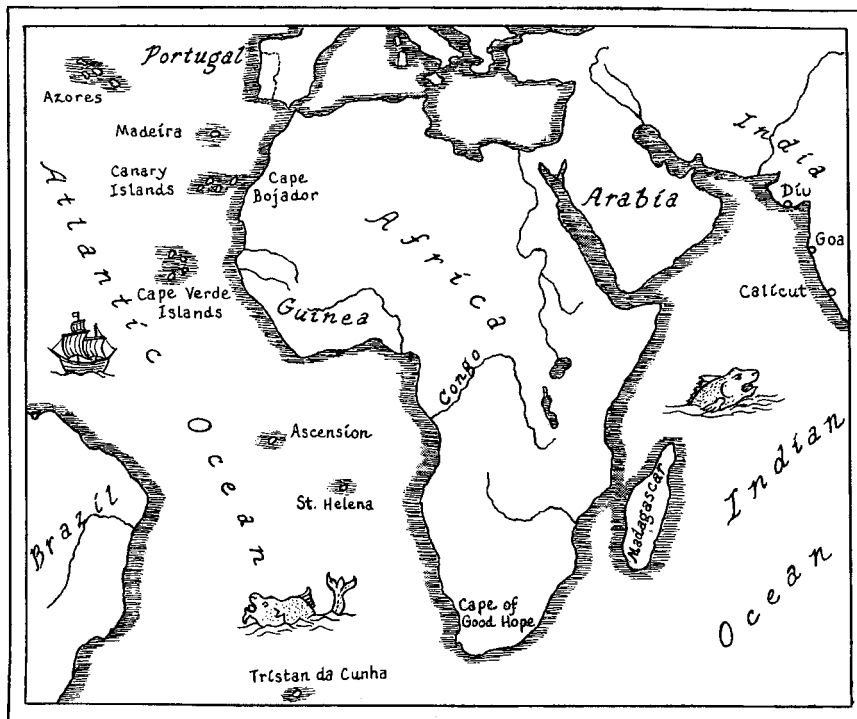 Portugal
Azores
Madeira
Canary
Islands
Cape
Bojador
Cape Verde
Islands
Atlantic
Ocean
Africa
Guinea
Congo
Arabia
India
Diu
Goa
Calicut
Ascension
St. Helena
Brazil
Madagascar
Indian
Ocean
Cape of
Good Hope
Tristan da Cunha